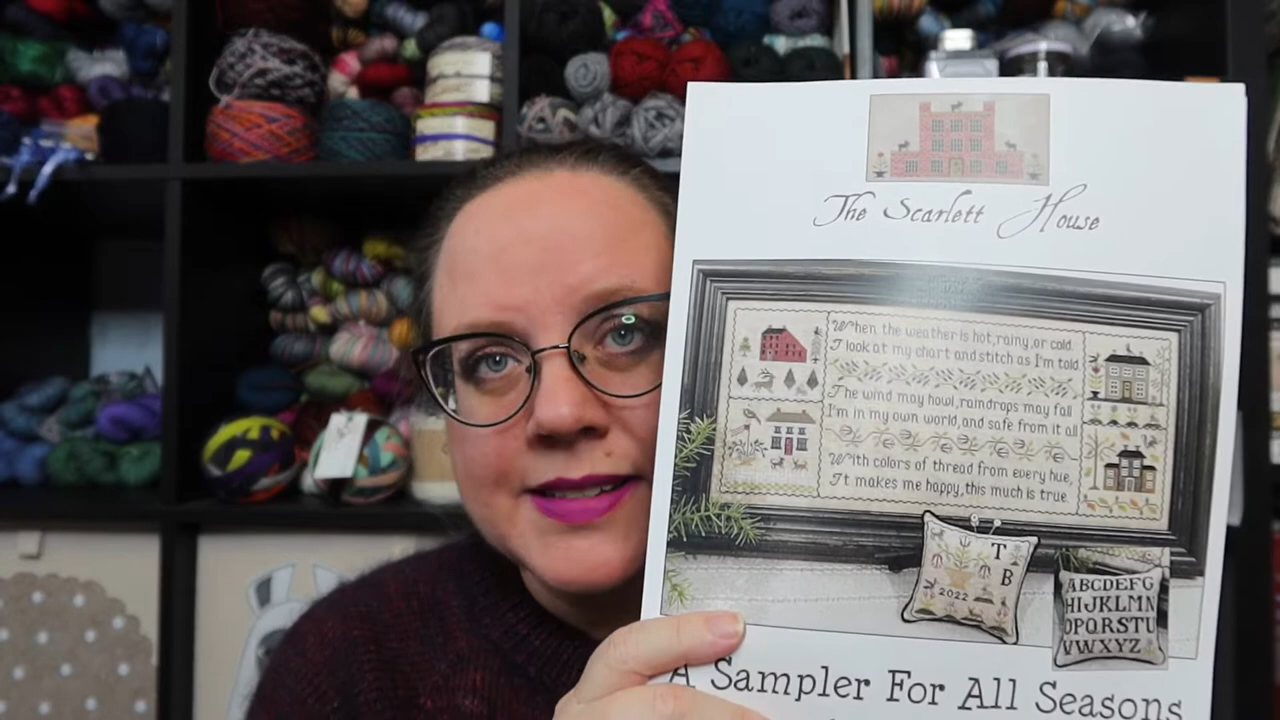 The Scarlett House
When the weather is hot, rainy, or cold.
I look at my chart and stitch as I'm told
The wind may howl, raindrops may fall
I'm in my own world, and safe from it all
With colors of thread from every hue,
It makes me happy, this much is true.
T
B
2022
ABCDEFG
HIJKLMN
OPQRSTU
VWXYZ
A Sampler For All Seasons